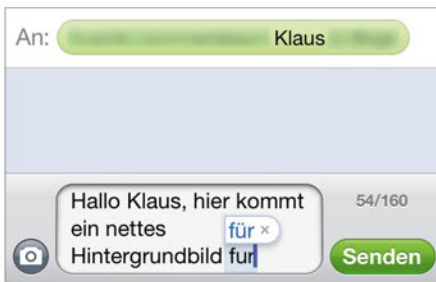 An: Klaus
54/160
Hallo Klaus, hier kommt
ein nettes
für ×
Hintergrundbild fur
Senden